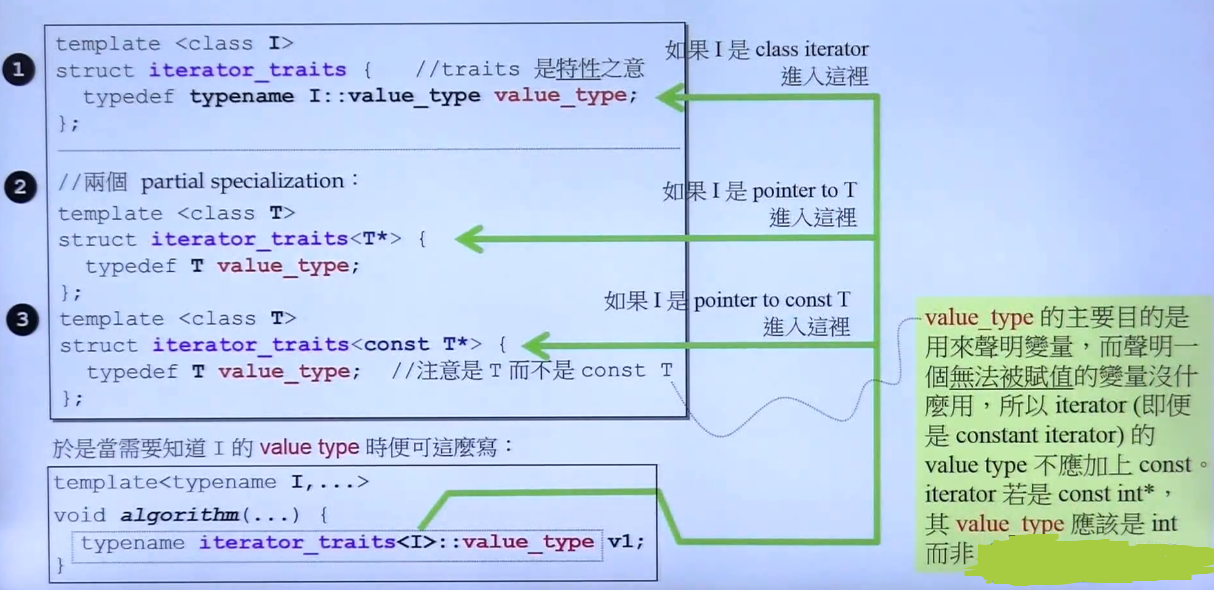 1
template <class I>
struct iterator_traits { //traits 是特性之意
typedef typename I::value_type value_type;
};
如果 I 是 class iterator
進入這裡
2
//兩個 partial specialization：
template <class T>
struct iterator_traits<T*> {
typedef T value_type;
};
如果 I 是 pointer to T
進入這裡
3
template <class T>
struct iterator_traits<const T*> {
typedef T value_type; //注意是 T 而不是 const T
};
如果 I 是 pointer to const T
進入這裡
value_type 的主要目的是
用來聲明變量，而聲明一
個無法被賦值的變量沒什
麼用，所以 iterator (即便
是 constant iterator) 的
value type 不應加上 const。
iterator 若是 const int*，
其 value_type 應該是 int
而非
於是當需要知道 I 的 value type 時便可這麼寫：
template<typename I,...>
void algorithm(...) {
typename iterator_traits<I>::value_type v1;
}